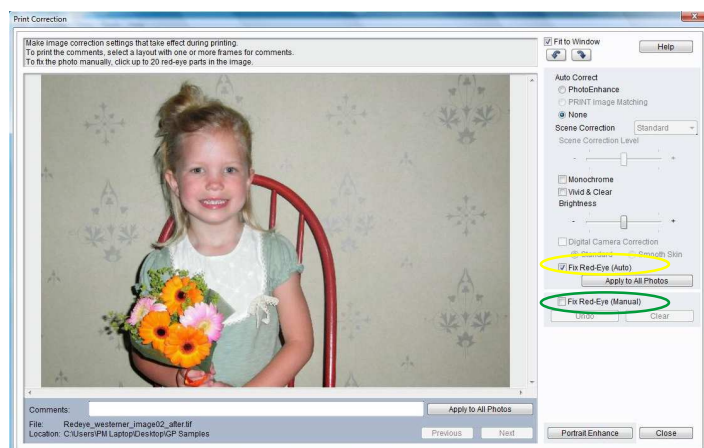 Print Correction
Make image correction settings that take effect during printing.
To print the comments, select a layout with one or more frames for comments.
To fix the photo manually, click up to 20 red-eye parts in the image.
Fit to Window
Help
Auto Correct
PhotoEnhance
PRINT Image Matching
None
Scene Correction Standard
Scene Correction Level
- +
Monochrome
Vivid & Clear
Brightness
- +
Digital Camera Correction
Standard Smooth Skin
Fix Red-Eye (Auto)
Apply to All Photos
Fix Red-Eye (Manual)
Undo Clear
Comments: Apply to All Photos
File: Redeye_westerner_image02_after.tif
Location: C:\Users\PM Laptop\Desktop\GP Samples
Previous Next
Portrait Enhance Close